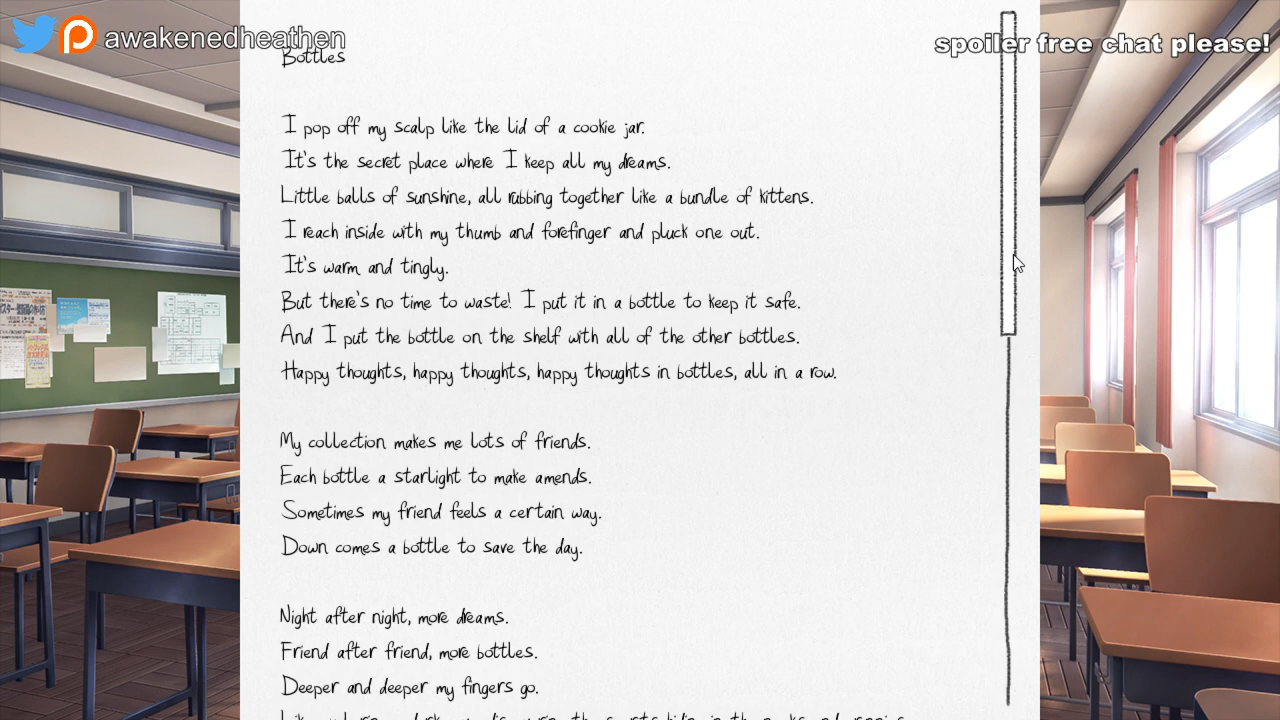 awakenedheathen
spoiler free chat please!
Bottles
I pop off my scalp like the lid of a cookie jar.
It's the secret place where I keep all my dreams.
Little balls of sunshine, all rubbing together like a bundle of kittens.
I reach inside with my thumb and forefinger and pluck one out.
It's warm and tingly.
But there's no time to waste! I put it in a bottle to keep it safe.
And I put the bottle on the shelf with all of the other bottles.
Happy thoughts, happy thoughts, happy thoughts in bottles, all in a row.
My collection makes me lots of friends.
Each bottle a starlight to make amends.
Sometimes my friend feels a certain way.
Down comes a bottle to save the day.
Night after night, more dreams.
Friend after friend, more bottles.
Deeper and deeper my fingers go.